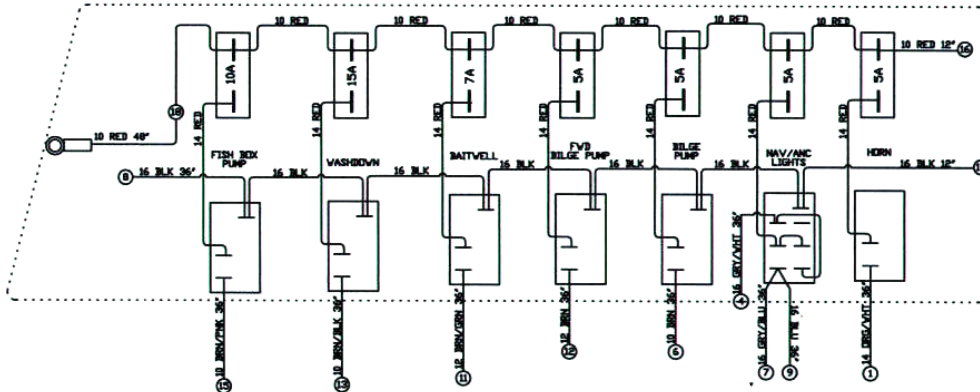 10 RED
10 RED
10 RED
10 RED
10 RED
10 RED
10A
15A
7A
5A
5A
5A
5A
10 RED 12"
16
18
10 RED 48"
14 RED
14 RED
14 RED
14 RED
14 RED
14 RED
14 RED
FISH BOX
PUMP
WASHDOWN
BAITWELL
FWD
BILGE PUMP
BILGE
PUMP
NAV/ANC
LIGHTS
HORN
8
16 BLK 36"
16 BLK
16 BLK
16 BLK
16 BLK
16 BLK
16 BLK 12"
16 GRY/WHT 36"
4
10 BRN/PNK 36"
15
10 BRN/BLK 36"
13
12 BRN/GRN 36"
11
12 BRN 36"
10 BRN 36"
6
16 GRY/BLU 36"
7
16 BLU 36"
9
14 ORG/WHT 36"
1